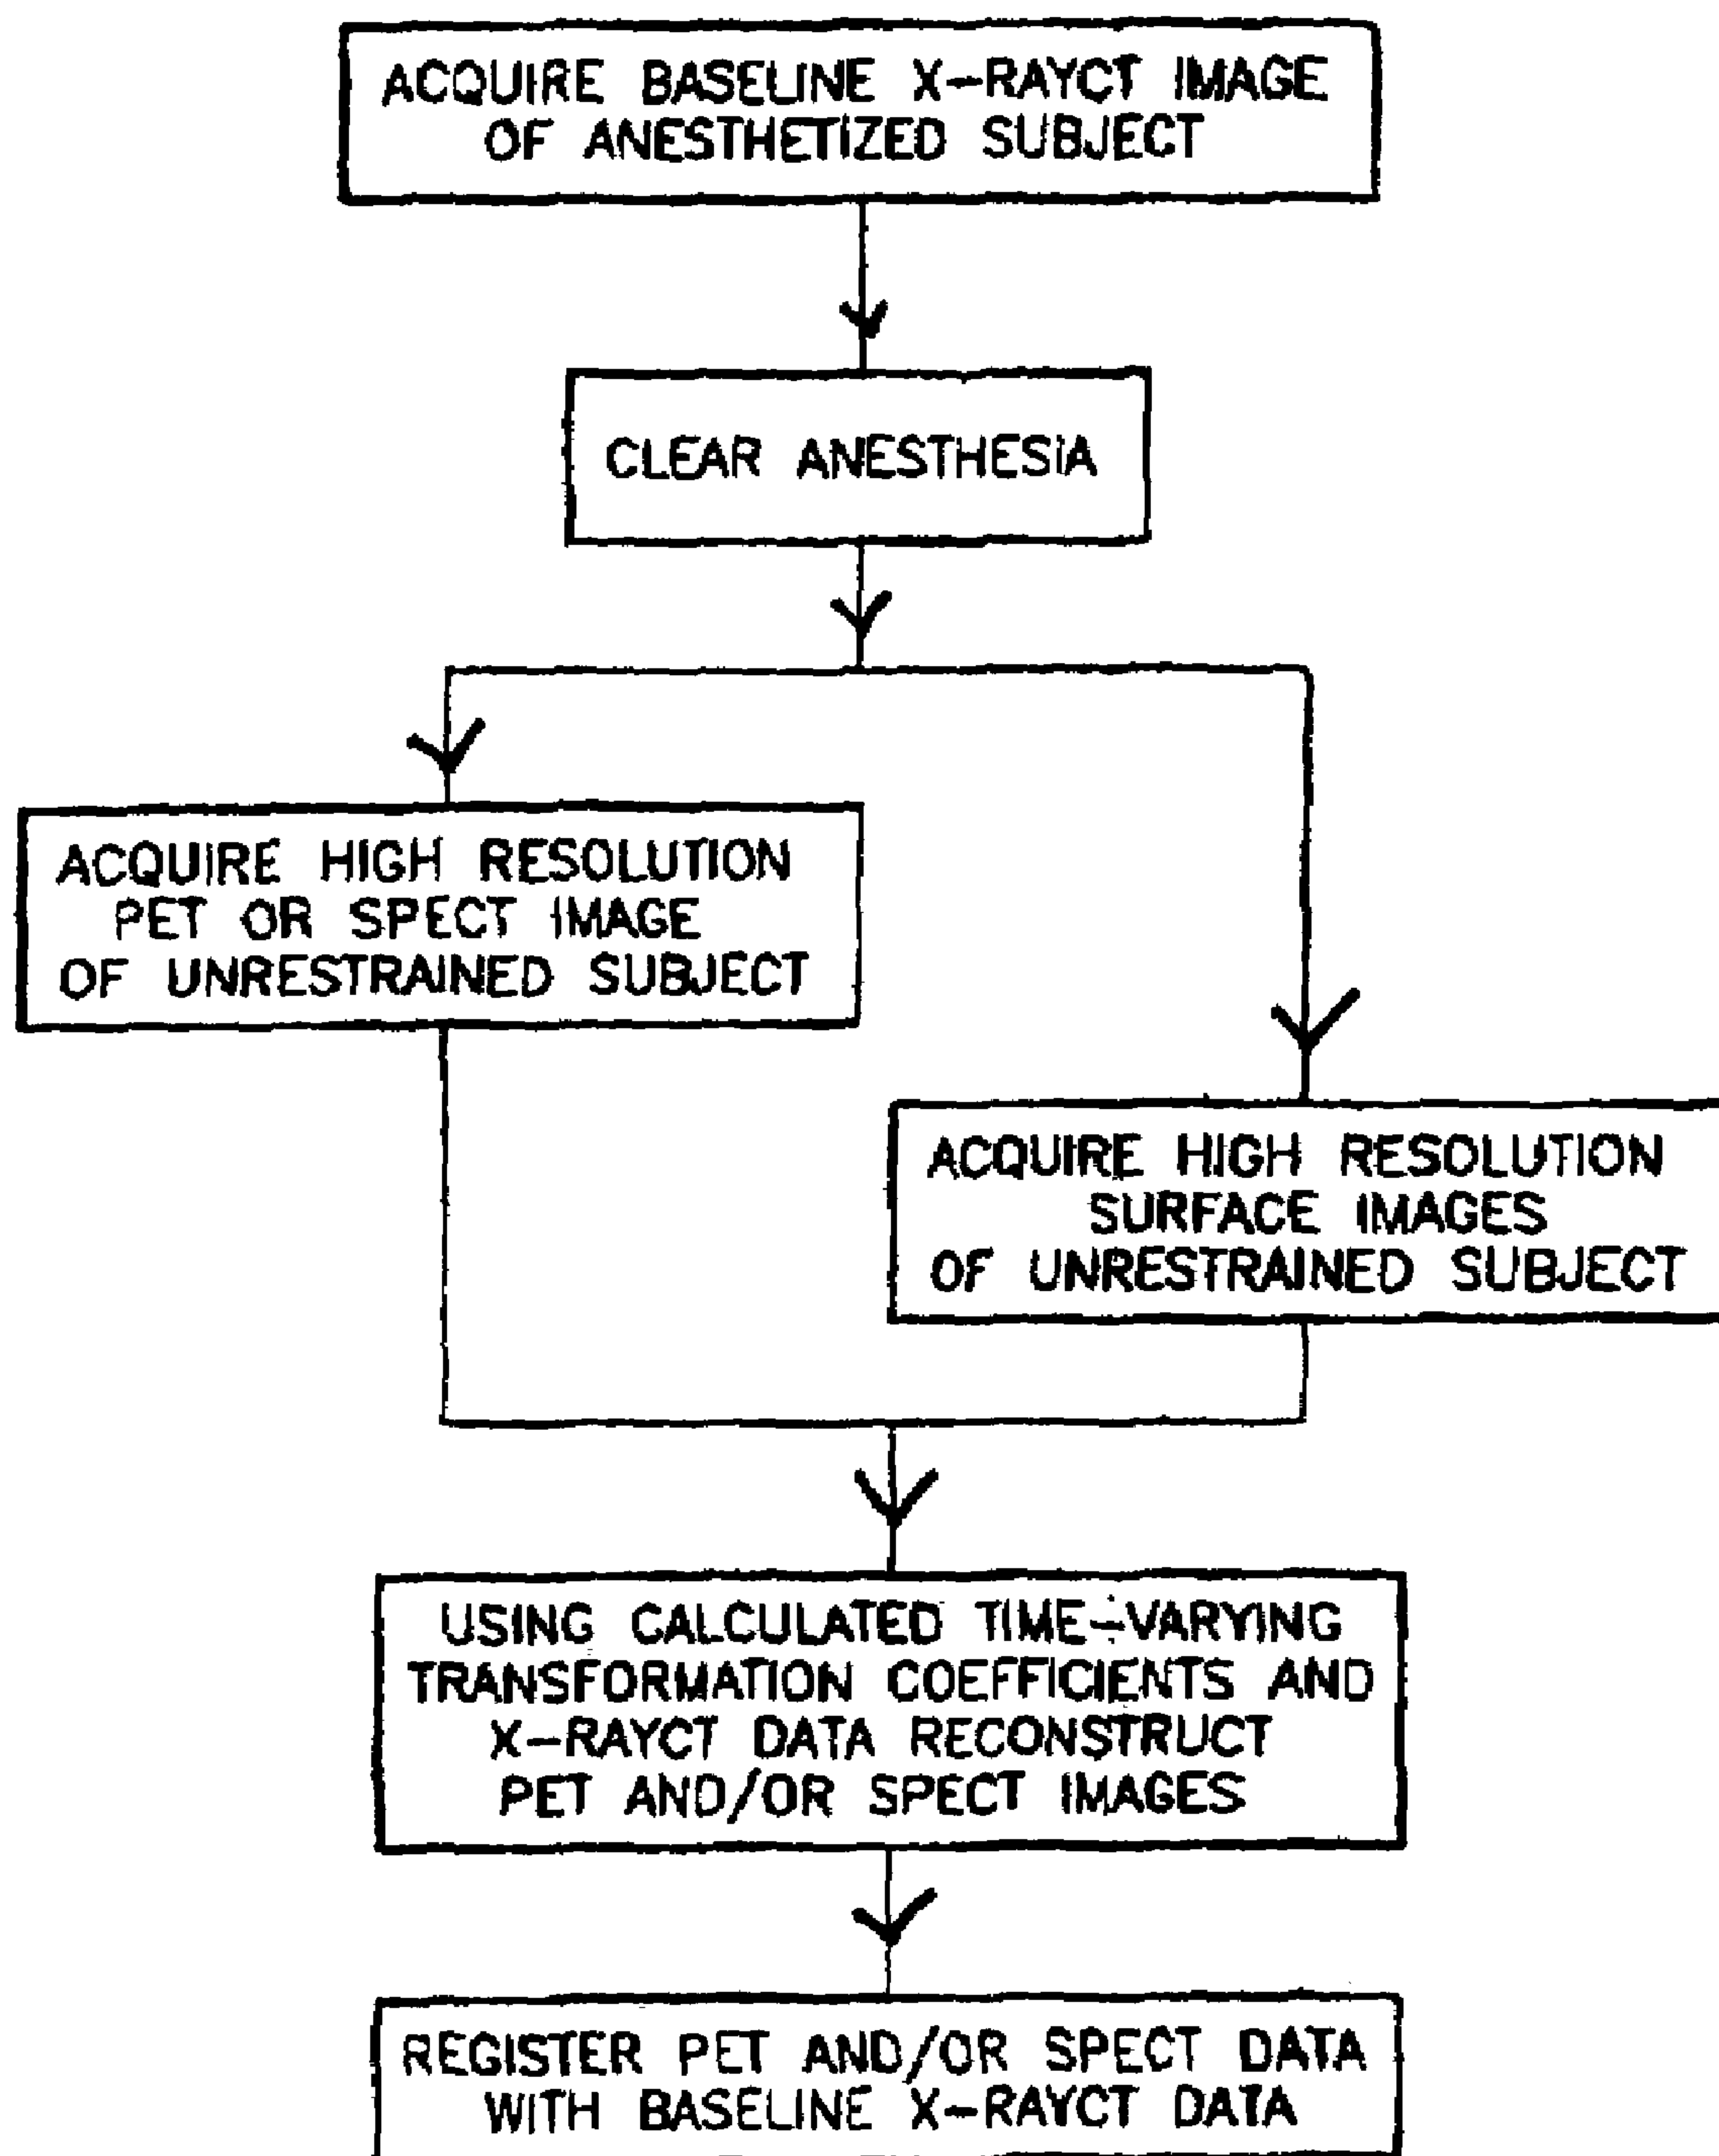 ACQUIRE BASELINE X-RAYCT IMAGE
OF ANESTHETIZED SUBJECT
CLEAR ANESTHESIA
ACQUIRE HIGH RESOLUTION
PET OR SPECT IMAGE
OF UNRESTRAINED SUBJECT
ACQUIRE HIGH RESOLUTION
SURFACE IMAGES
OF UNRESTRAINED SUBJECT
USING CALCULATED TIME-VARYING
TRANSFORMATION COEFFICIENTS AND
X-RAYCT DATA RECONSTRUCT
PET AND/OR SPECT IMAGES
REGISTER PET AND/OR SPECT DATA
WITH BASELINE X-RAYCT DATA